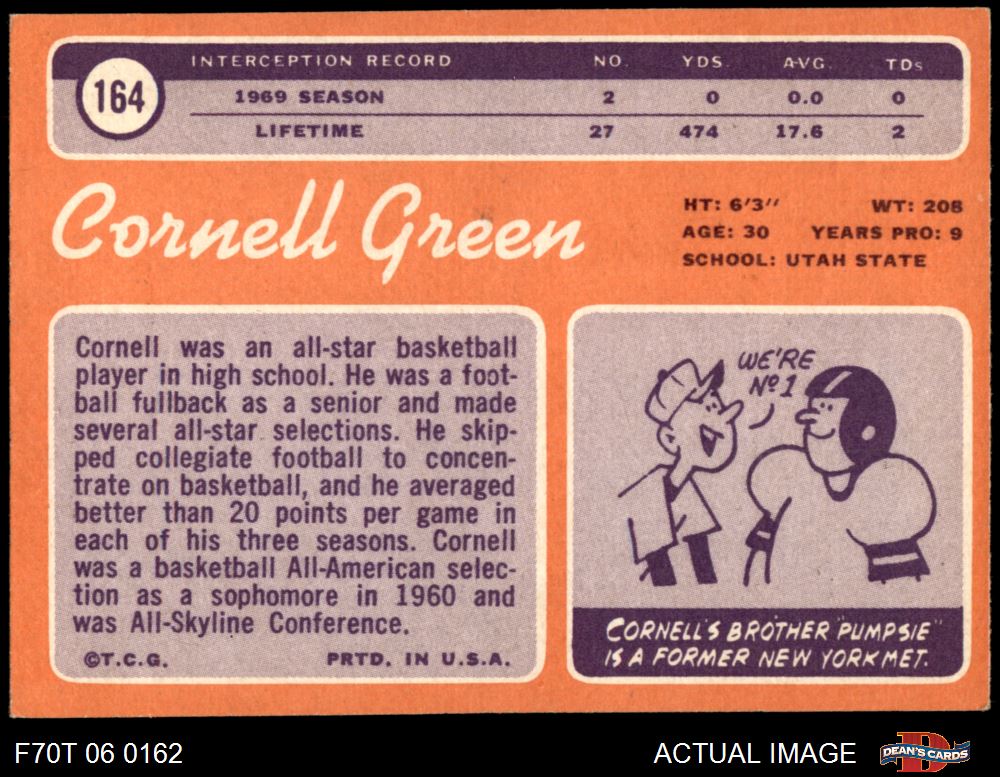 INTERCEPTION RECORD NO. YDS. AVG. TDs
164
1969 SEASON 2 0 0.0 0
LIFETIME 27 474 17.6 2
Cornell Green
HT: 6'3" WT: 208
AGE: 30 YEARS PRO: 9
SCHOOL: UTAH STATE
Cornell was an all-star basketball
player in high school. He was a foot-
ball fullback as a senior and made
several all-star selections. He skip-
ped collegiate football to concen-
trate on basketball, and he averaged
better than 20 points per game in
each of his three seasons. Cornell
was a basketball All-American selec-
tion as a sophomore in 1960 and
was All-Skyline Conference.
©T.C.G. PRTD. IN U.S.A.
WE'RE
Nº 1
CORNELL'S BROTHER "PUMPSIE"
IS A FORMER NEW YORK MET.
F70T 06 0162
ACTUAL IMAGE
D
DEAN'S CARDS